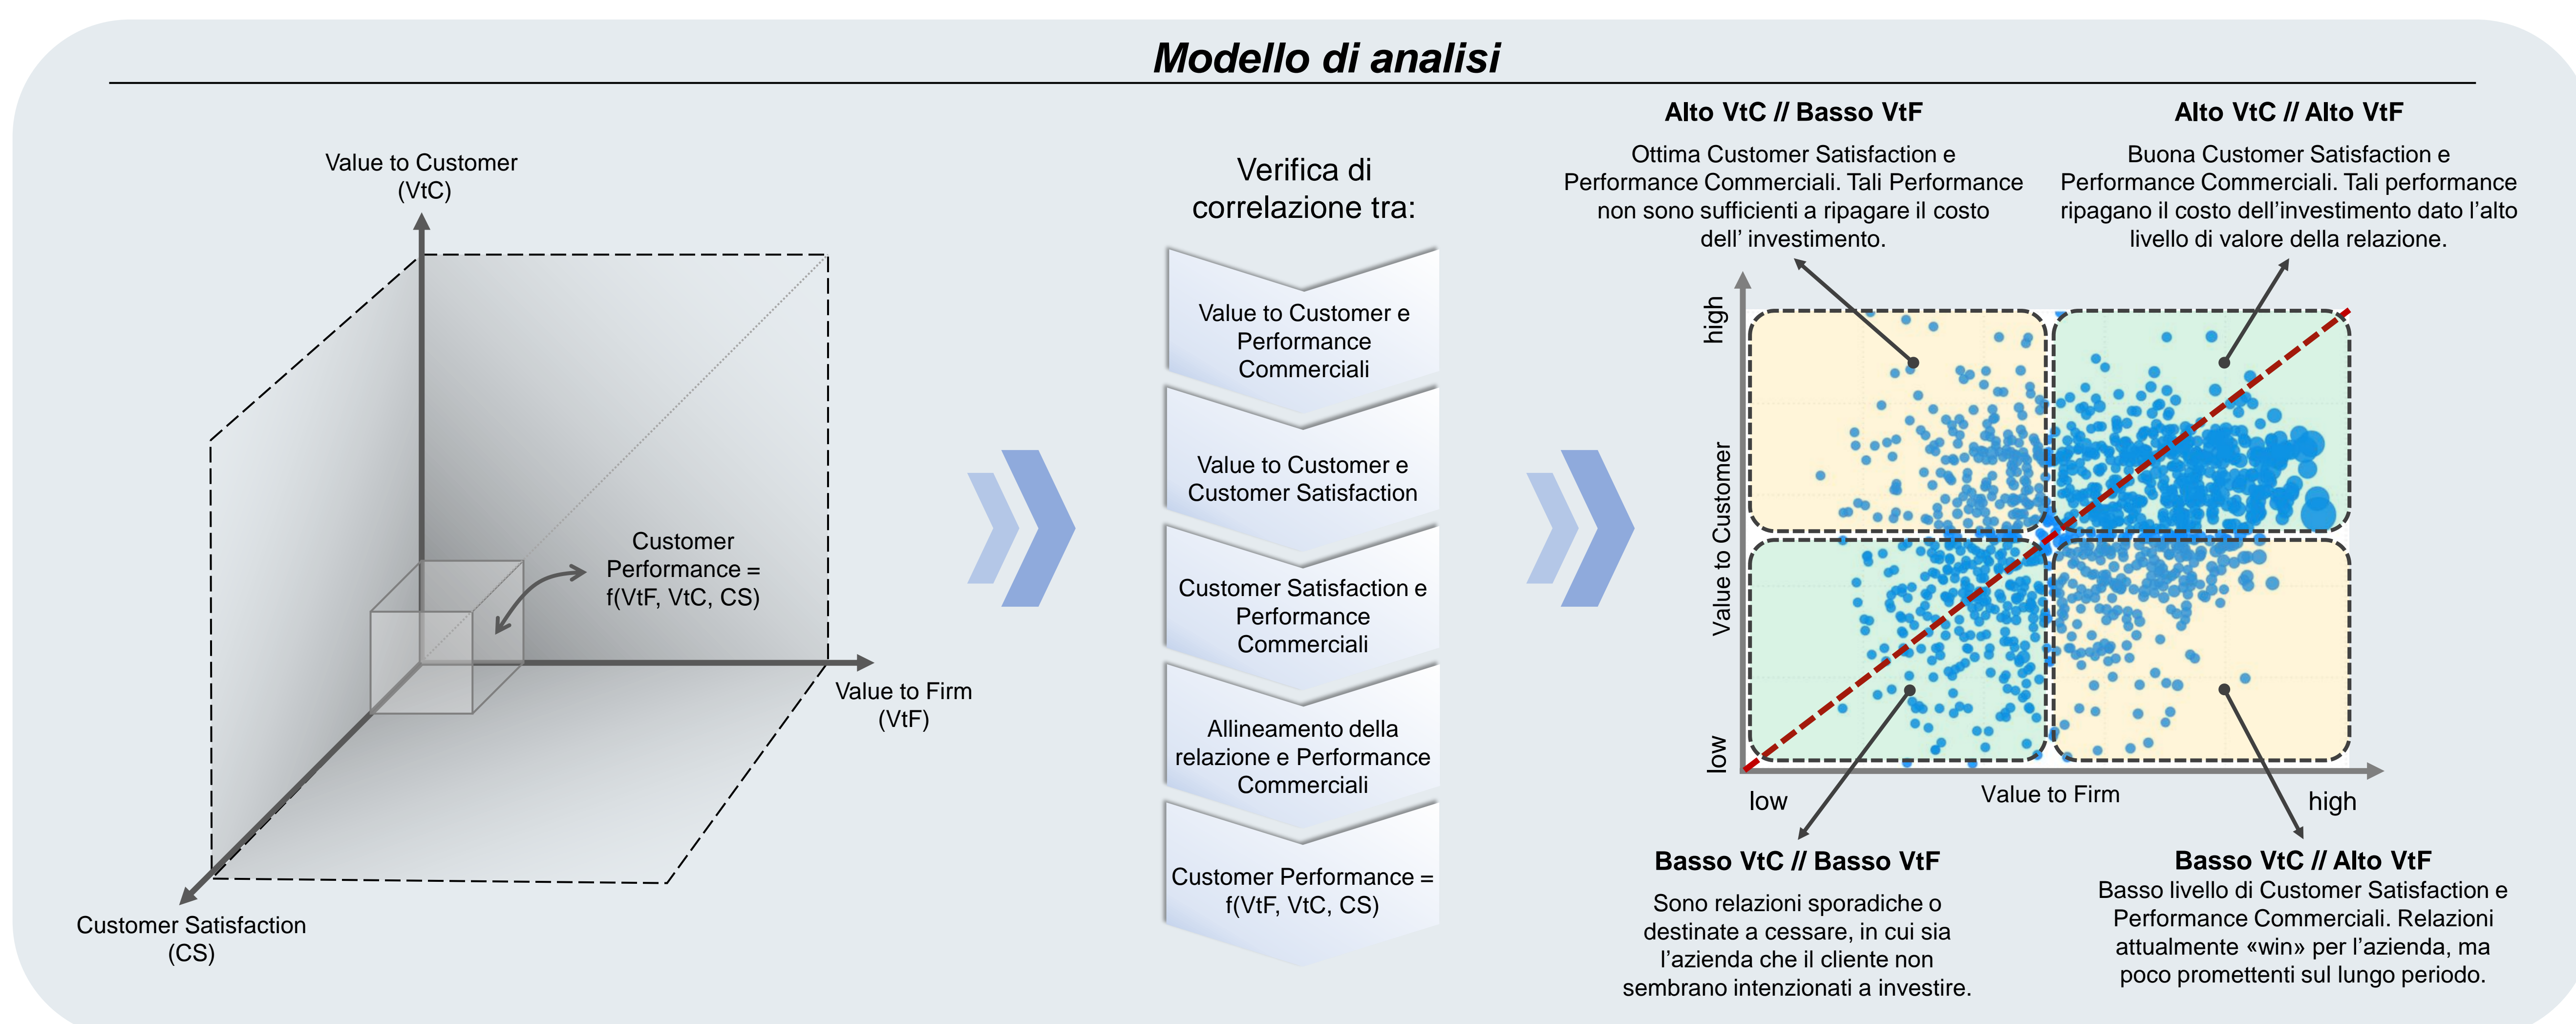 Modello di analisi
Value to Customer
(VtC)
Customer
Performance =
f(VtF, VtC, CS)
Value to Firm
(VtF)
Customer Satisfaction
(CS)
Verifica di
correlazione tra:
Value to Customer e
Performance
Commerciali
Value to Customer e
Customer Satisfaction
Customer Satisfaction e
Performance
Commerciali
Allineamento della
relazione e Performance
Commerciali
Customer Performance =
f(VtF, VtC, CS)
Alto VtC // Basso VtF
Ottima Customer Satisfaction e
Performance Commerciali. Tali Performance
non sono sufficienti a ripagare il costo
dell’ investimento.
Alto VtC // Alto VtF
Buona Customer Satisfaction e
Performance Commerciali. Tali performance
ripagano il costo dell’investimento dato l’alto
livello di valore della relazione.
high
Value to Customer
low
low
Value to Firm
high
Basso VtC // Basso VtF
Sono relazioni sporadiche o
destinate a cessare, in cui sia
l’azienda che il cliente non
sembrano intenzionati a investire.
Basso VtC // Alto VtF
Basso livello di Customer Satisfaction e
Performance Commerciali. Relazioni
attualmente «win» per l’azienda, ma
poco promettenti sul lungo periodo.